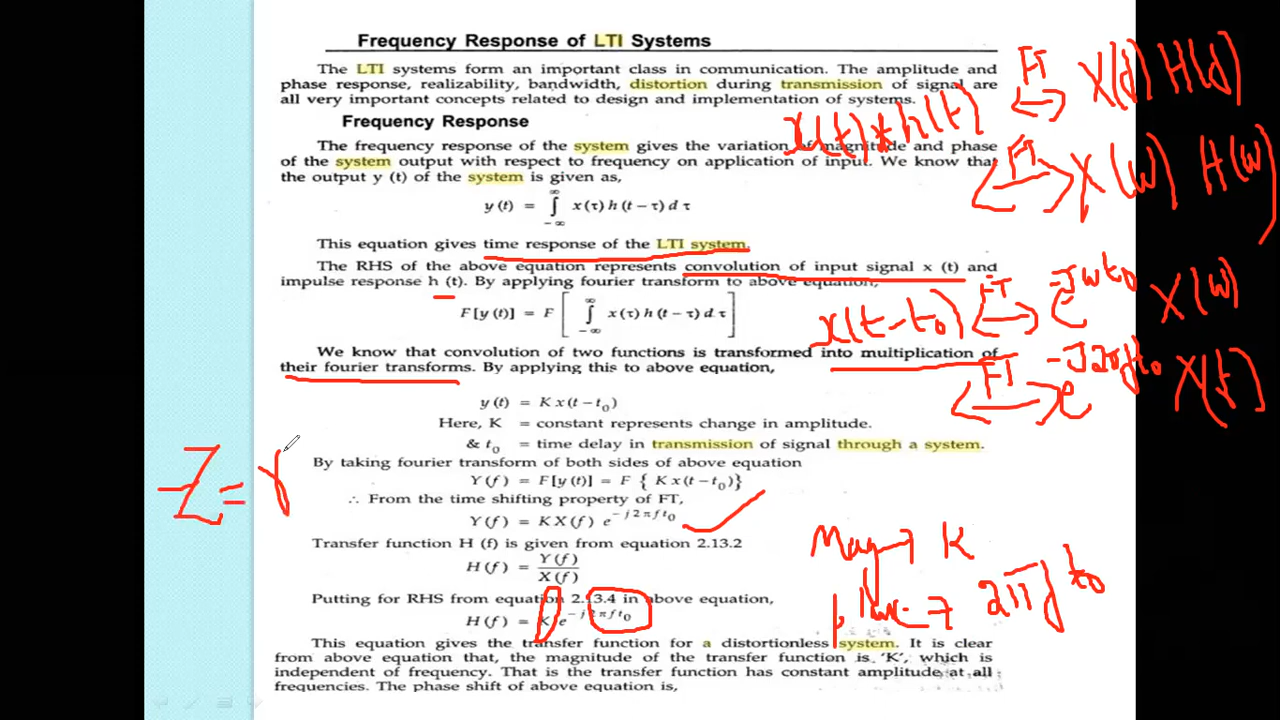 Frequency Response of LTI Systems
The LTI systems form an important class in communication. The amplitude and
phase response, realizability, bandwidth, distortion during transmission of signal are
all very important concepts related to design and implementation of systems.
Frequency Response
The frequency response of the system gives the variation of magnitude and phase
of the system output with respect to frequency on application of input. We know that
the output y (t) of the system is given as,
y (t) = ∫_{-∞}^{∞} x(τ) h (t − τ) d τ
This equation gives time response of the LTI system.
The RHS of the above equation represents convolution of input signal x (t) and
impulse response h (t). By applying fourier transform to above equation,
F [y (t)] = F [ ∫_{-∞}^{∞} x(τ) h (t − τ) d τ ]
We know that convolution of two functions is transformed into multiplication of
their fourier transforms. By applying this to above equation,
y (t) = K x (t − t₀)
Here, K = constant represents change in amplitude.
& t₀ = time delay in transmission of signal through a system.
By taking fourier transform of both sides of above equation
Y (f) = F[y (t)] = F { K x (t − t₀)}
∴ From the time shifting property of FT,
Y (f) = K X (f) e^{−j 2 π f t₀}
Transfer function H (f) is given from equation 2.13.2
H (f) = Y (f) / X (f)
Putting for RHS from equation 2.13.4 in above equation,
H (f) = K e^{−j 2 π f t₀}
This equation gives the transfer function for a distortionless system. It is clear
from above equation that, the magnitude of the transfer function is 'K', which is
independent of frequency. That is the transfer function has constant amplitude at all
frequencies. The phase shift of above equation is,
x(t) * h(t) FT ↔ X(f) H(f)
FT ↔ X(w) H(w)
x(t − t₀) FT ↔ e^{−Jwt₀} X(w)
FT ↔ e^{−J2πft₀} X(f)
Mag → K
→ 2πf t₀
Z = r